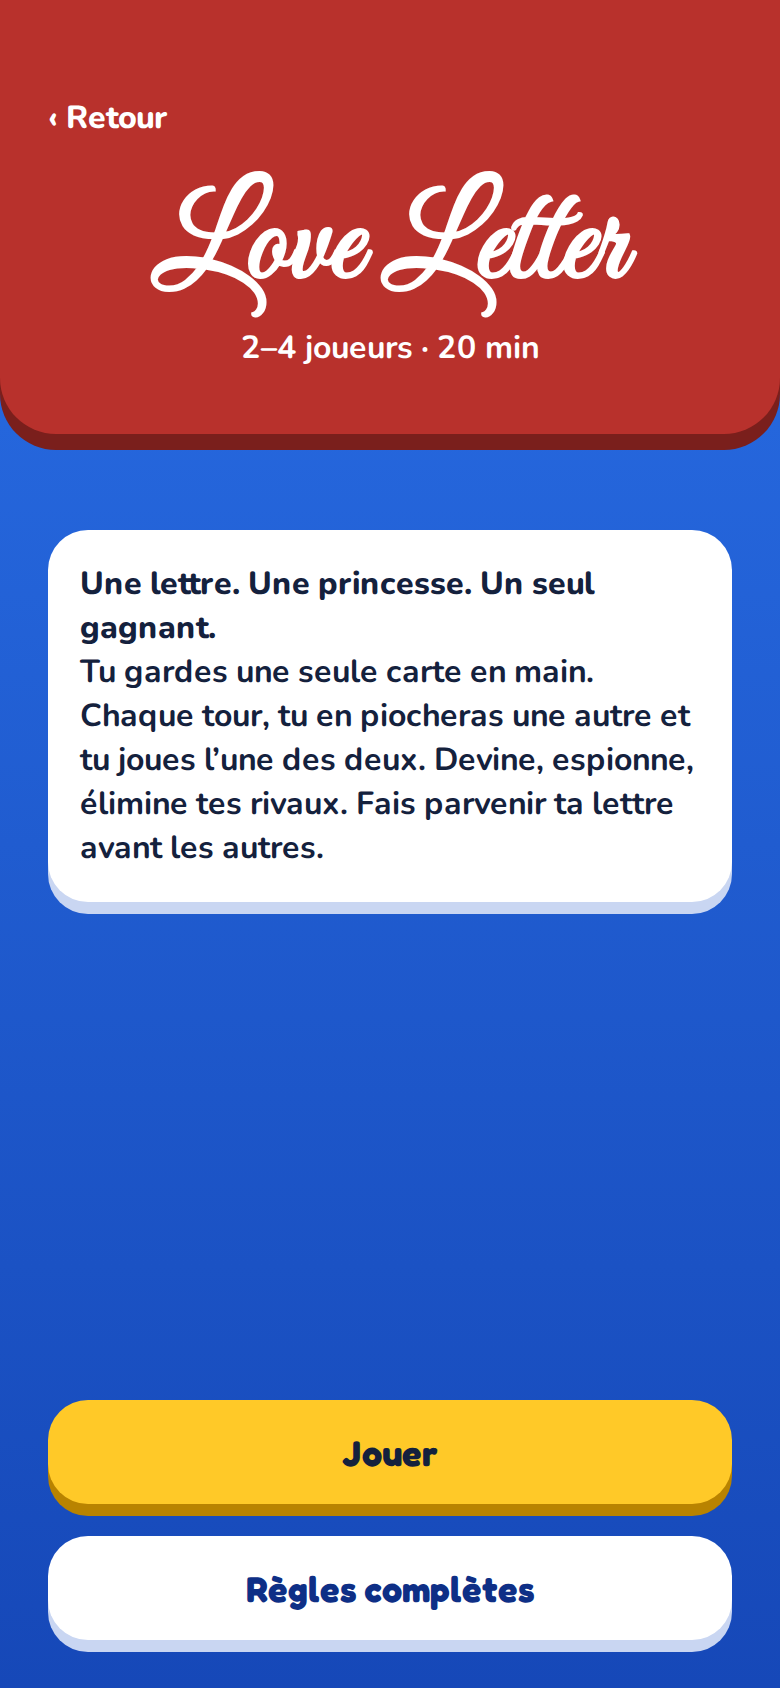 ‹ Retour
Love Letter
2–4 joueurs · 20 min
Une lettre. Une princesse. Un seul
gagnant.
Tu gardes une seule carte en main.
Chaque tour, tu en piocheras une autre et
tu joues l’une des deux. Devine, espionne,
élimine tes rivaux. Fais parvenir ta lettre
avant les autres.
Jouer
Règles complètes